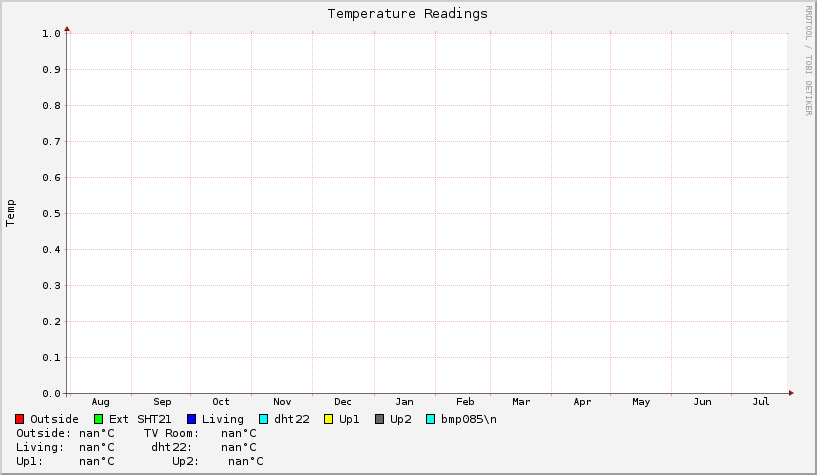 Temperature Readings
RRDTOOL / TOBI OETIKER
Temp
1.0
0.9
0.8
0.7
0.6
0.5
0.4
0.3
0.2
0.1
0.0
Aug Sep Oct Nov Dec Jan Feb Mar Apr May Jun Jul
Outside Ext SHT21 Living dht22 Up1 Up2 bmp085\n
Outside: nan°C TV Room: nan°C
Living: nan°C dht22: nan°C
Up1: nan°C Up2: nan°C